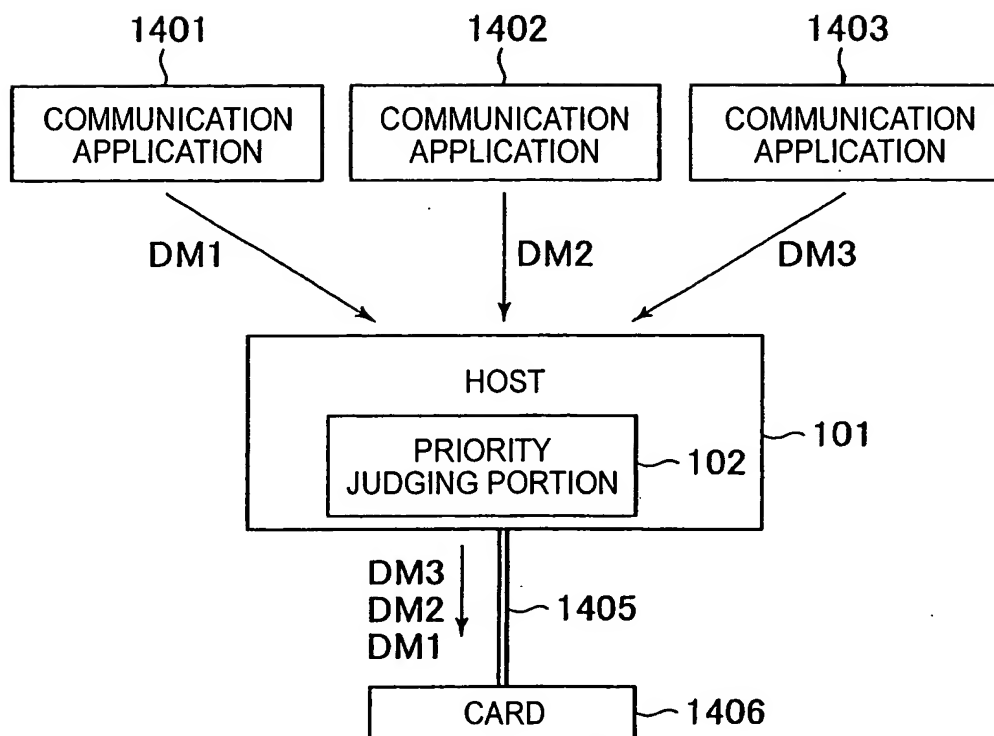 1401
1402
1403
COMMUNICATION
APPLICATION
COMMUNICATION
APPLICATION
COMMUNICATION
APPLICATION
DM1
DM2
DM3
HOST
101
PRIORITY
JUDGING PORTION
102
DM3
DM2
DM1
1405
CARD
1406